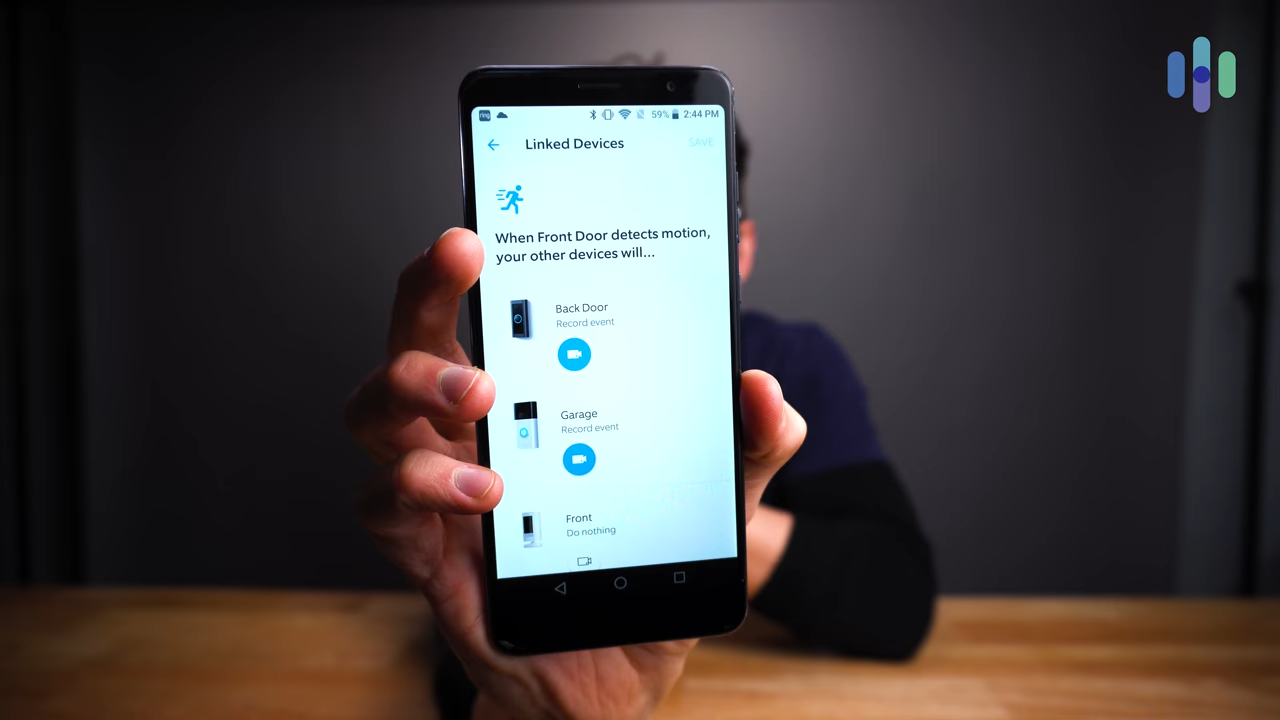 ring 59% 2:44 PM
Linked Devices SAVE
When Front Door detects motion,
your other devices will...
Back Door
Record event
Garage
Record event
Front
Do nothing